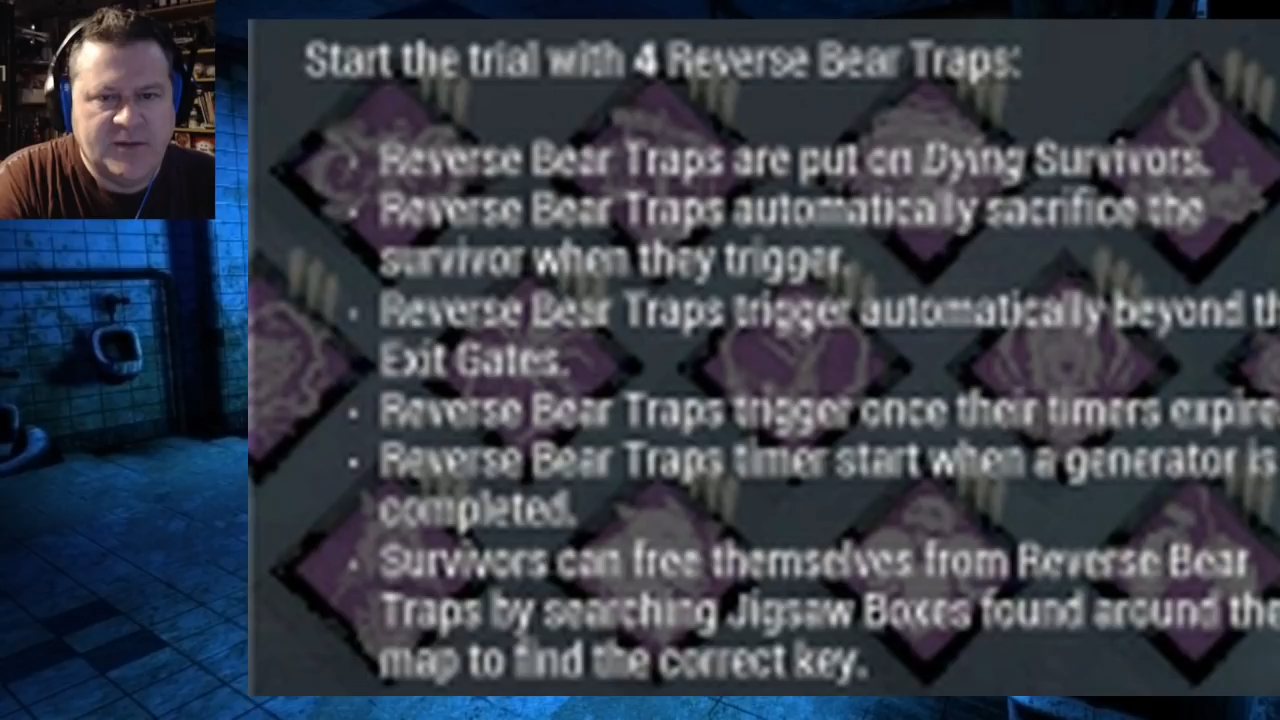 Start the trial with 4 Reverse Bear Traps:
· Reverse Bear Traps are put on Dying Survivors.
· Reverse Bear Traps automatically sacrifice the
survivor when they trigger.
· Reverse Bear Traps trigger automatically beyond th
Exit Gates.
· Reverse Bear Traps trigger once their timers expire
· Reverse Bear Traps timer start when a generator is
completed.
· Survivors can free themselves from Reverse Bear
Traps by searching Jigsaw Boxes found around the
map to find the correct key.